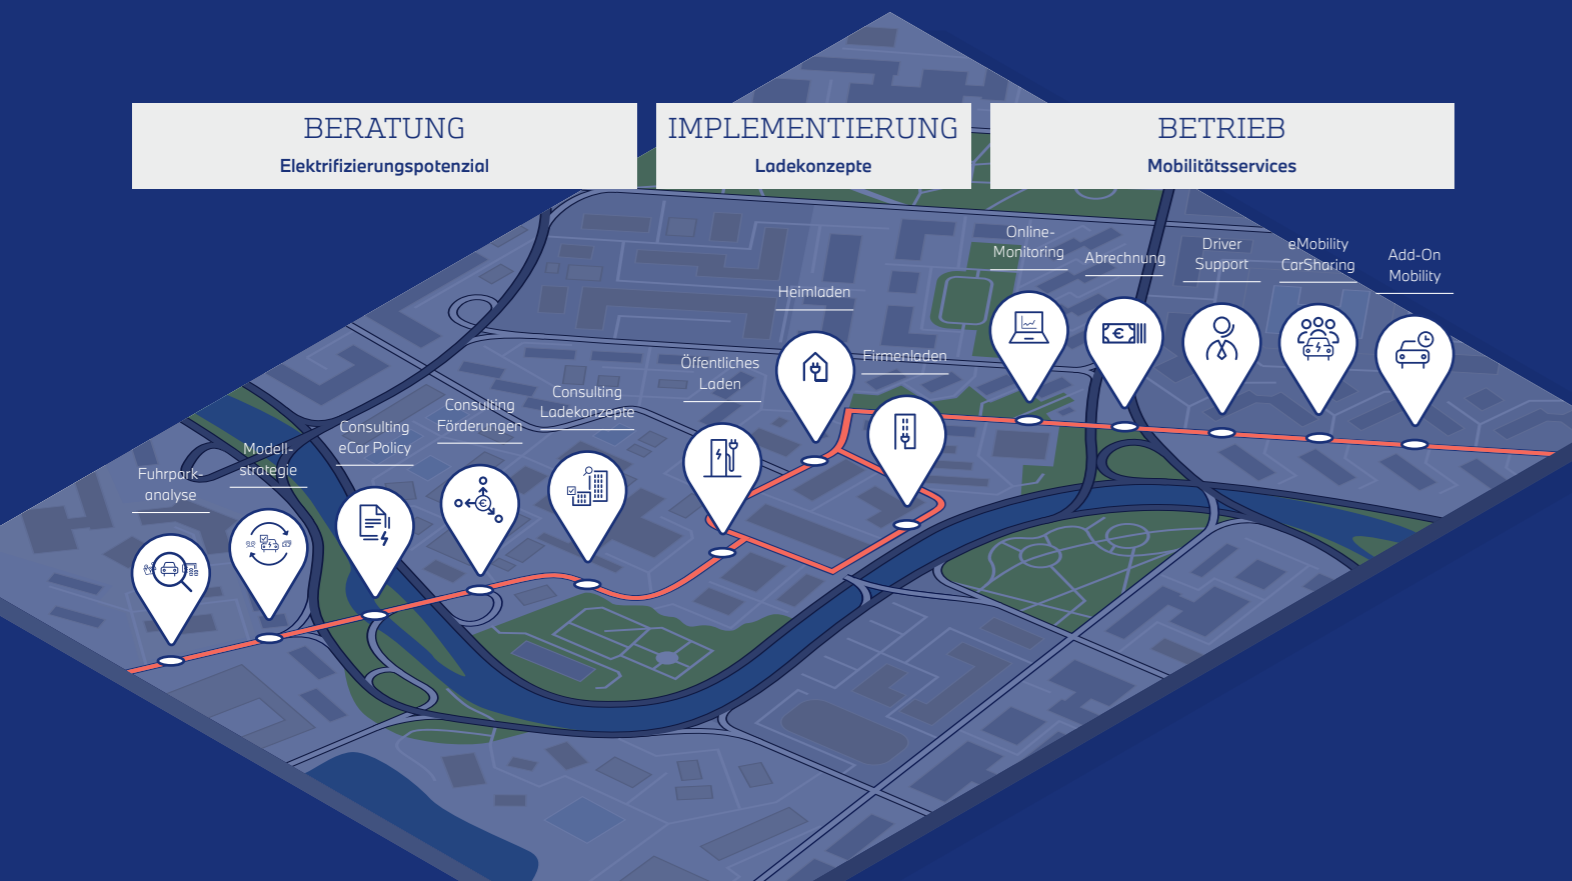 BERATUNG
Elektrifizierungspotenzial
IMPLEMENTIERUNG
Ladekonzepte
BETRIEB
Mobilitätsservices
Fuhrpark-
analyse
Modell-
strategie
Consulting
eCar Policy
Consulting
Förderungen
Consulting
Ladekonzepte
Öffentliches
Laden
Heimladen
Firmenladen
Online-
Monitoring
Abrechnung
Driver
Support
eMobility
CarSharing
Add-On
Mobility